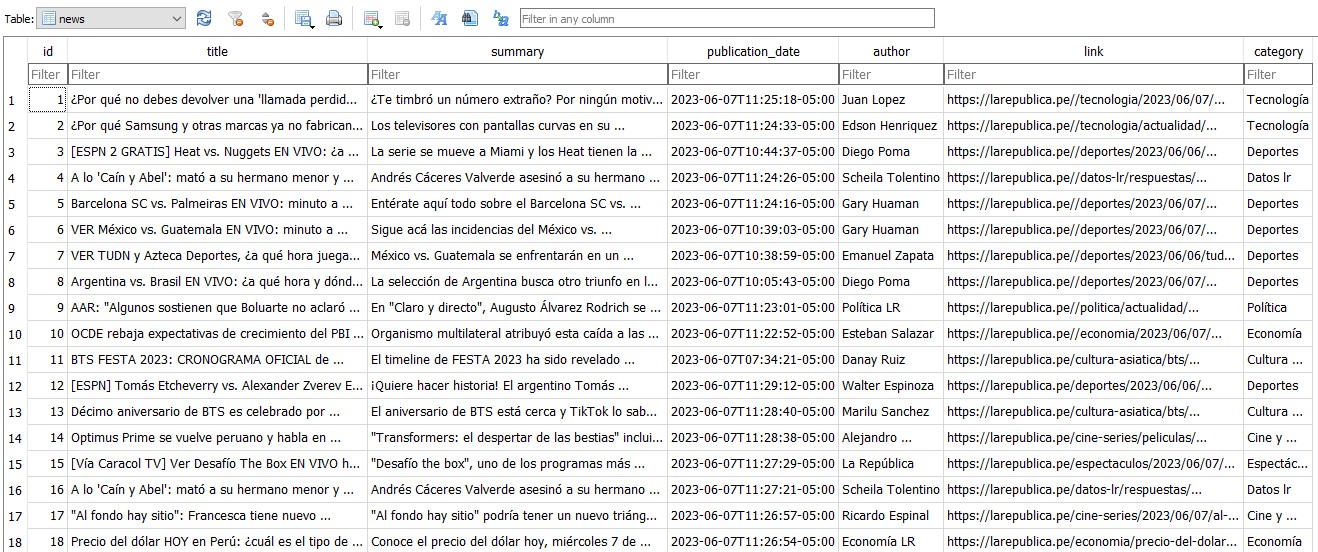 Table: news Filter in any column
id title summary publication_date author link category
Filter Filter Filter Filter Filter Filter Filter
1 1 ¿Por qué no debes devolver una 'llamada perdid... ¿Te timbró un número extraño? Por ningún motiv... 2023-06-07T11:25:18-05:00 Juan Lopez https://larepublica.pe//tecnologia/2023/06/07/... Tecnología
2 2 ¿Por qué Samsung y otras marcas ya no fabrican... Los televisores con pantallas curvas en su ... 2023-06-07T11:24:33-05:00 Edson Henriquez https://larepublica.pe//tecnologia/actualidad/... Tecnología
3 3 [ESPN 2 GRATIS] Heat vs. Nuggets EN VIVO: ¿a ... La serie se mueve a Miami y los Heat tienen la ... 2023-06-07T10:44:37-05:00 Diego Poma https://larepublica.pe//deportes/2023/06/06/... Deportes
4 4 A lo 'Caín y Abel': mató a su hermano menor y ... Andrés Cáceres Valverde asesinó a su hermano ... 2023-06-07T11:24:26-05:00 Scheila Tolentino https://larepublica.pe//datos-lr/respuestas/... Datos lr
5 5 Barcelona SC vs. Palmeiras EN VIVO: minuto a ... Entérate aquí todo sobre el Barcelona SC vs. ... 2023-06-07T11:24:16-05:00 Gary Huaman https://larepublica.pe//deportes/2023/06/07/... Deportes
6 6 VER México vs. Guatemala EN VIVO: minuto a ... Sigue acá las incidencias del México vs. ... 2023-06-07T10:39:03-05:00 Gary Huaman https://larepublica.pe//deportes/2023/06/07/... Deportes
7 7 VER TUDN y Azteca Deportes, ¿a qué hora juega... México vs. Guatemala se enfrentarán en un ... 2023-06-07T10:38:59-05:00 Emanuel Zapata https://larepublica.pe//deportes/2023/06/06/tud... Deportes
8 8 Argentina vs. Brasil EN VIVO: ¿a qué hora y dónd... La selección de Argentina busca otro triunfo en l... 2023-06-07T10:05:43-05:00 Diego Poma https://larepublica.pe//deportes/2023/06/07/... Deportes
9 9 AAR: "Algunos sostienen que Boluarte no aclaró ... En "Claro y directo", Augusto Álvarez Rodrich se ... 2023-06-07T11:23:01-05:00 Política LR https://larepublica.pe//politica/actualidad/... Política
10 10 OCDE rebaja expectativas de crecimiento del PBI ... Organismo multilateral atribuyó esta caída a las ... 2023-06-07T11:22:52-05:00 Esteban Salazar https://larepublica.pe//economia/2023/06/07/... Economía
11 11 BTS FESTA 2023: CRONOGRAMA OFICIAL de ... El timeline de FESTA 2023 ha sido revelado ... 2023-06-07T07:34:21-05:00 Danay Ruiz https://larepublica.pe/cultura-asiatica/bts/... Cultura ...
12 12 [ESPN] Tomás Etcheverry vs. Alexander Zverev E... ¡Quiere hacer historia! El argentino Tomás ... 2023-06-07T11:29:12-05:00 Walter Espinoza https://larepublica.pe/deportes/2023/06/06/... Deportes
13 13 Décimo aniversario de BTS es celebrado por ... El aniversario de BTS está cerca y TikTok lo sab... 2023-06-07T11:28:40-05:00 Marilu Sanchez https://larepublica.pe/cultura-asiatica/bts/... Cultura ...
14 14 Optimus Prime se vuelve peruano y habla en ... "Transformers: el despertar de las bestias" inclui... 2023-06-07T11:28:38-05:00 Alejandro ... https://larepublica.pe/cine-series/peliculas/... Cine y ...
15 15 [Vía Caracol TV] Ver Desafío The Box EN VIVO h... "Desafío the box", uno de los programas más ... 2023-06-07T11:27:29-05:00 La República https://larepublica.pe/espectaculos/2023/06/07/... Espectác...
16 16 A lo 'Caín y Abel': mató a su hermano menor y ... Andrés Cáceres Valverde asesinó a su hermano ... 2023-06-07T11:27:21-05:00 Scheila Tolentino https://larepublica.pe/datos-lr/respuestas/... Datos lr
17 17 "Al fondo hay sitio": Francesca tiene nuevo ... "Al fondo hay sitio" podría tener un nuevo triáng... 2023-06-07T11:26:57-05:00 Ricardo Espinal https://larepublica.pe/cine-series/2023/06/07/al-... Cine y ...
18 18 Precio del dólar HOY en Perú: ¿cuál es el tipo de ... Conoce el precio del dólar hoy, miércoles 7 de ... 2023-06-07T11:26:54-05:00 Economía LR https://larepublica.pe/economia/precio-del-dolar... Economía